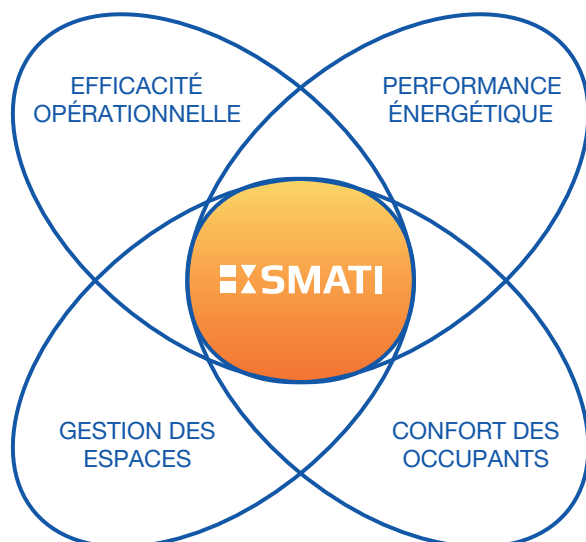 EFFICACITÉ
OPÉRATIONNELLE
PERFORMANCE
ÉNERGÉTIQUE
SMATI
GESTION DES
ESPACES
CONFORT DES
OCCUPANTS